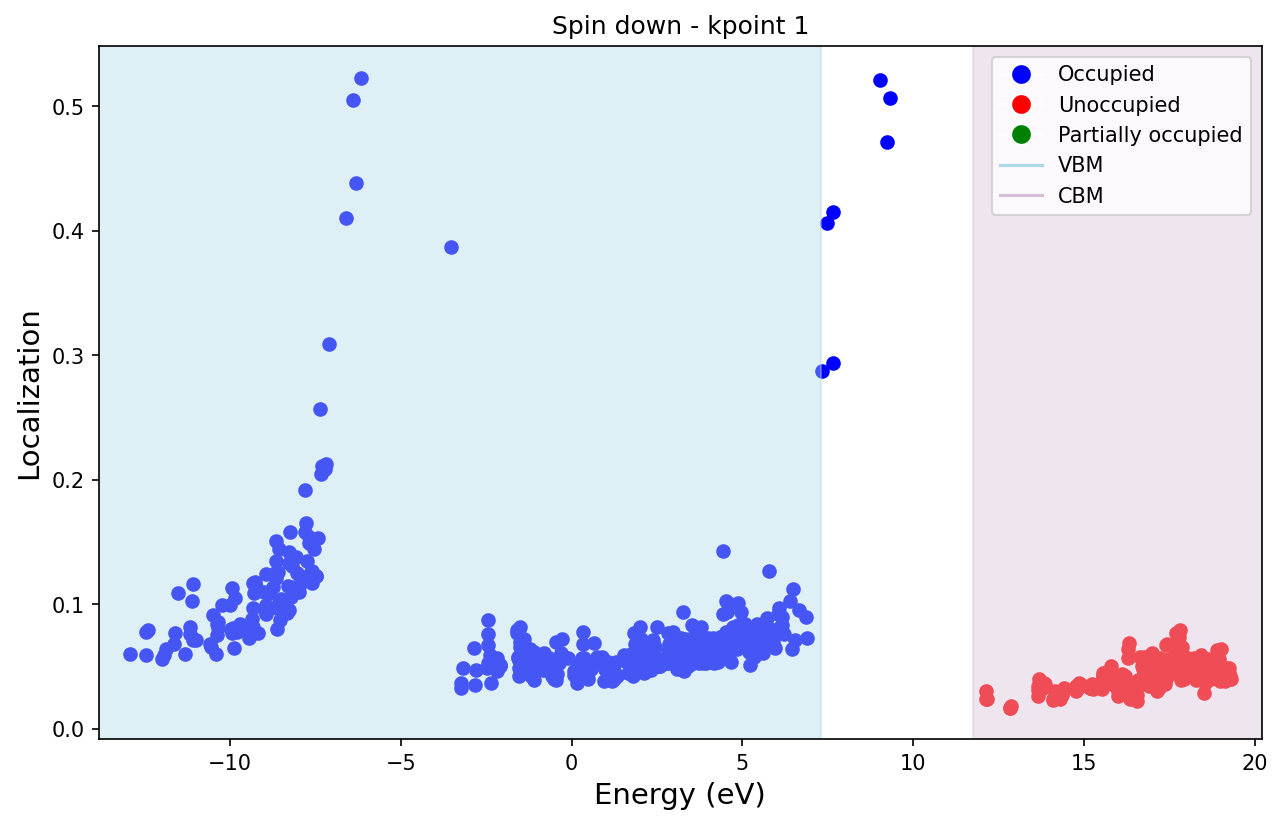 Spin down - kpoint 1
Localization
0.5
0.4
0.3
0.2
0.1
0.0
Occupied
Unoccupied
Partially occupied
VBM
CBM
−10
−5
0
5
10
15
20
Energy (eV)